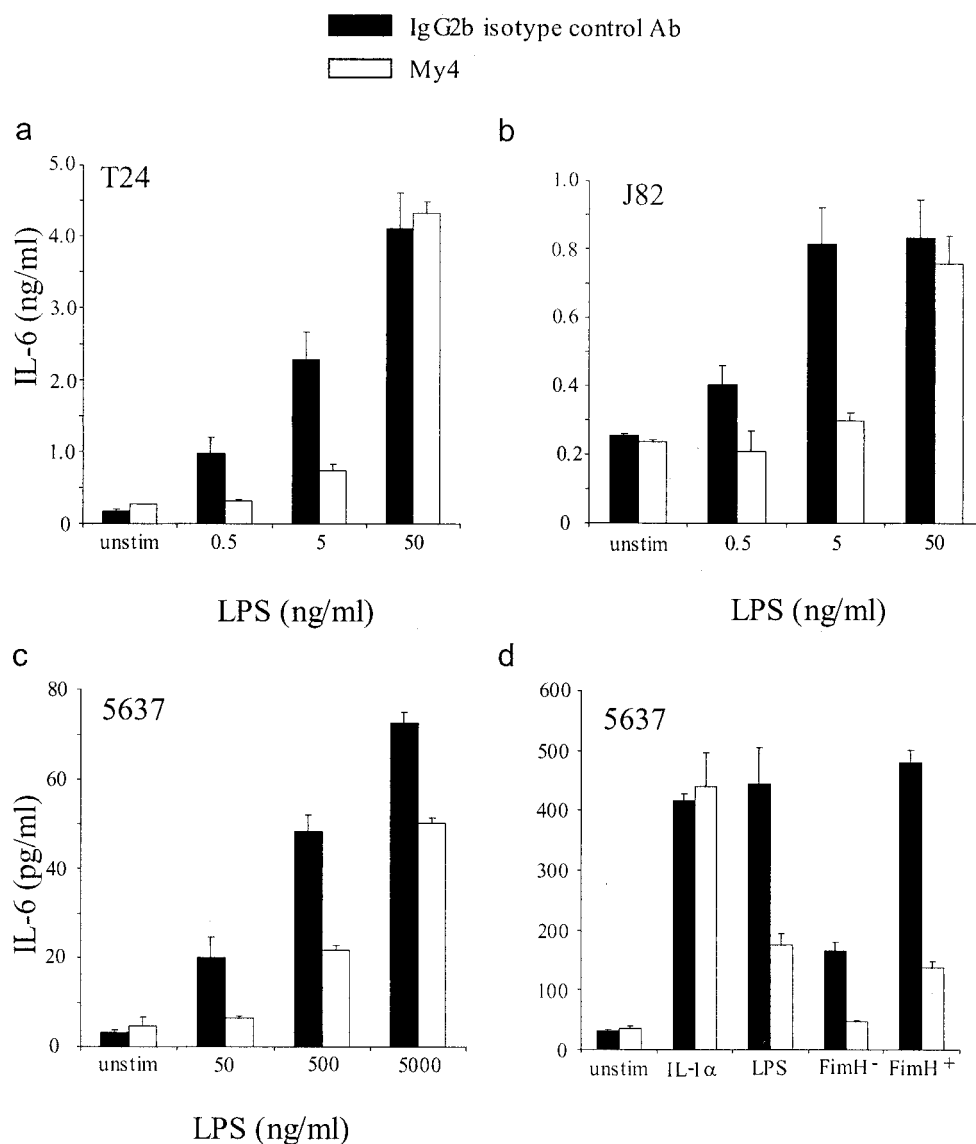 IgG2b isotype control Ab
My4
a
T24
IL-6 (ng/ml)
5.0
4.0
3.0
2.0
1.0
0
unstim 0.5 5 50
LPS (ng/ml)
b
J82
1.0
0.8
0.6
0.4
0.2
0
unstim 0.5 5 50
LPS (ng/ml)
c
5637
IL-6 (pg/ml)
80
60
40
20
0
unstim 50 500 5000
LPS (ng/ml)
d
5637
600
500
400
300
200
100
0
unstim IL-1α LPS FimH- FimH+